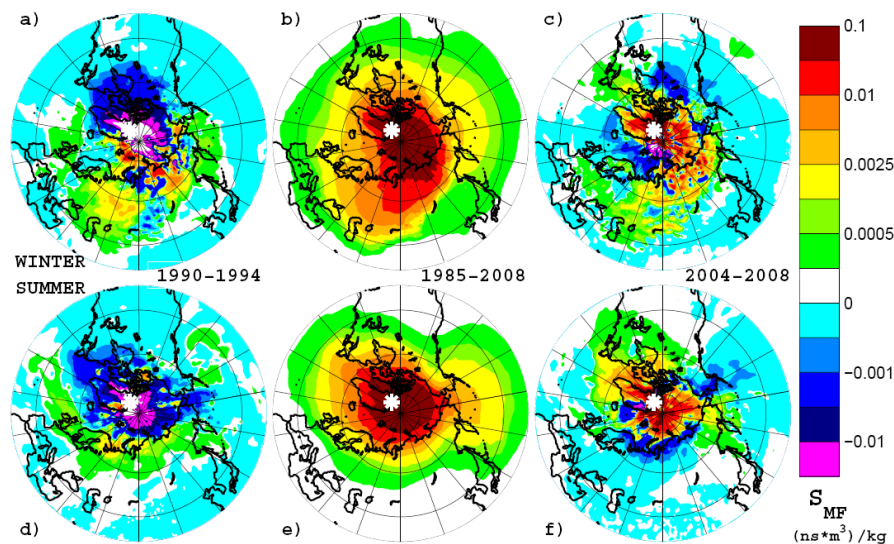 a) b) c) 0.1
0.01
0.0025
0.0005
WINTER
SUMMER 1990-1994 1985-2008 2004-2008 0
-0.001
-0.01
S_MF
d) e) f) (ns*m³)/kg